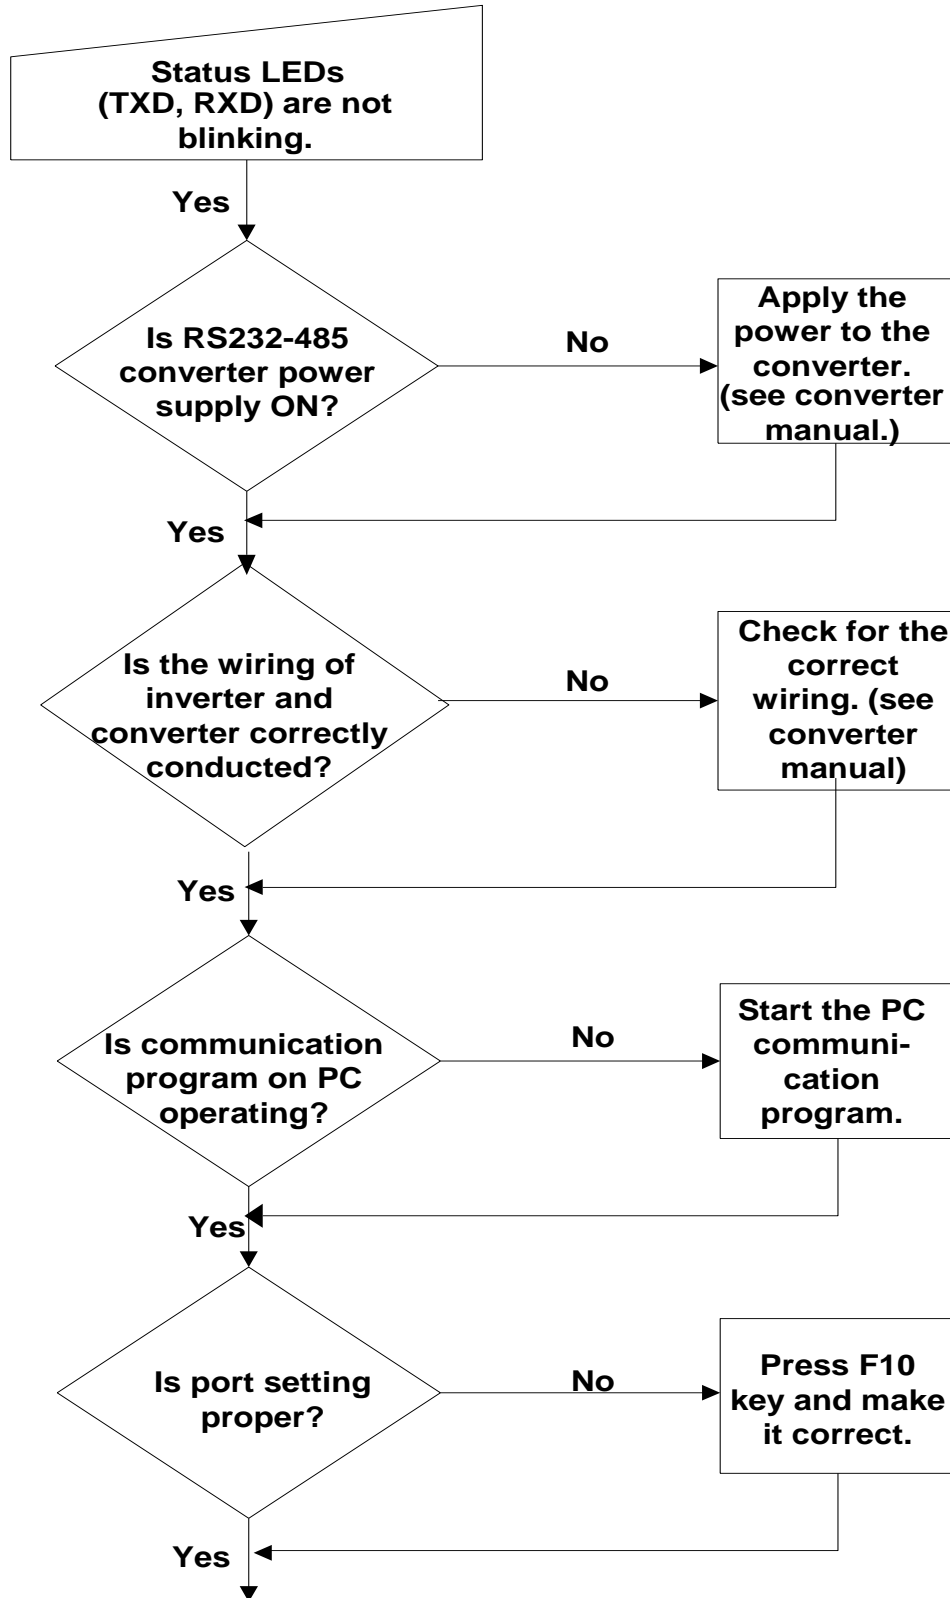 Status LEDs
(TXD, RXD) are not
blinking.
Yes
Is RS232-485
converter power
supply ON?
No
Apply the
power to the
converter.
(see converter
manual.)
Yes
Is the wiring of
inverter and
converter correctly
conducted?
No
Check for the
correct
wiring. (see
converter
manual)
Yes
Is communication
program on PC
operating?
No
Start the PC
communi-
cation
program.
Yes
Is port setting
proper?
No
Press F10
key and make
it correct.
Yes